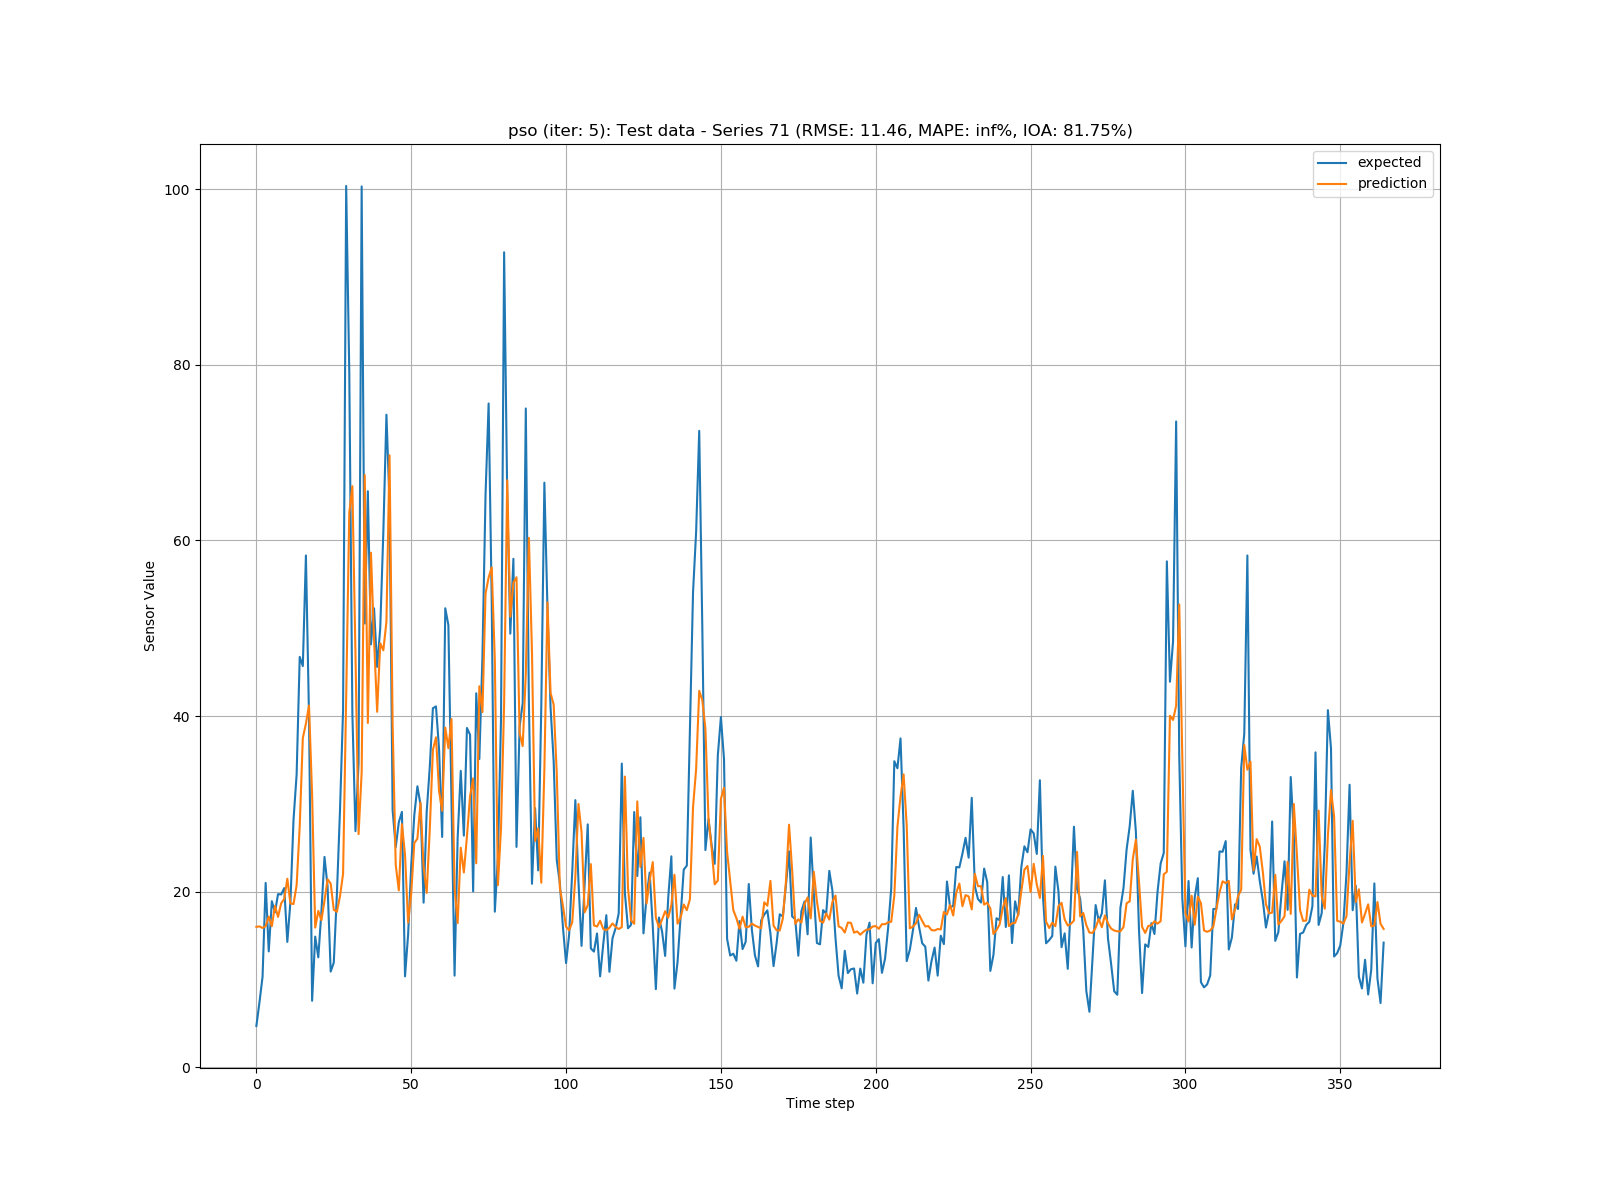 pso (iter: 5): Test data - Series 71 (RMSE: 11.46, MAPE: inf%, IOA: 81.75%)
expected
prediction
100
80
60
40
20
0
Sensor Value
0 50 100 150 200 250 300 350
Time step